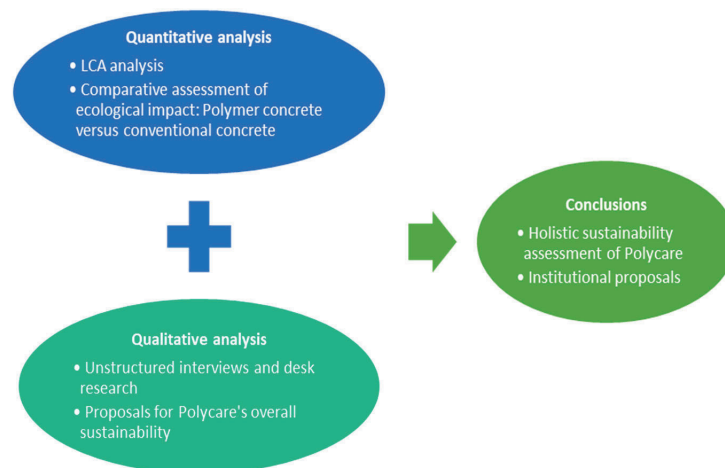 Quantitative analysis
• LCA analysis
• Comparative assessment of
ecological impact: Polymer concrete
versus conventional concrete
Qualitative analysis
• Unstructured interviews and desk
research
• Proposals for Polycare's overall
sustainability
Conclusions
• Holistic sustainability
assessment of Polycare
• Institutional proposals